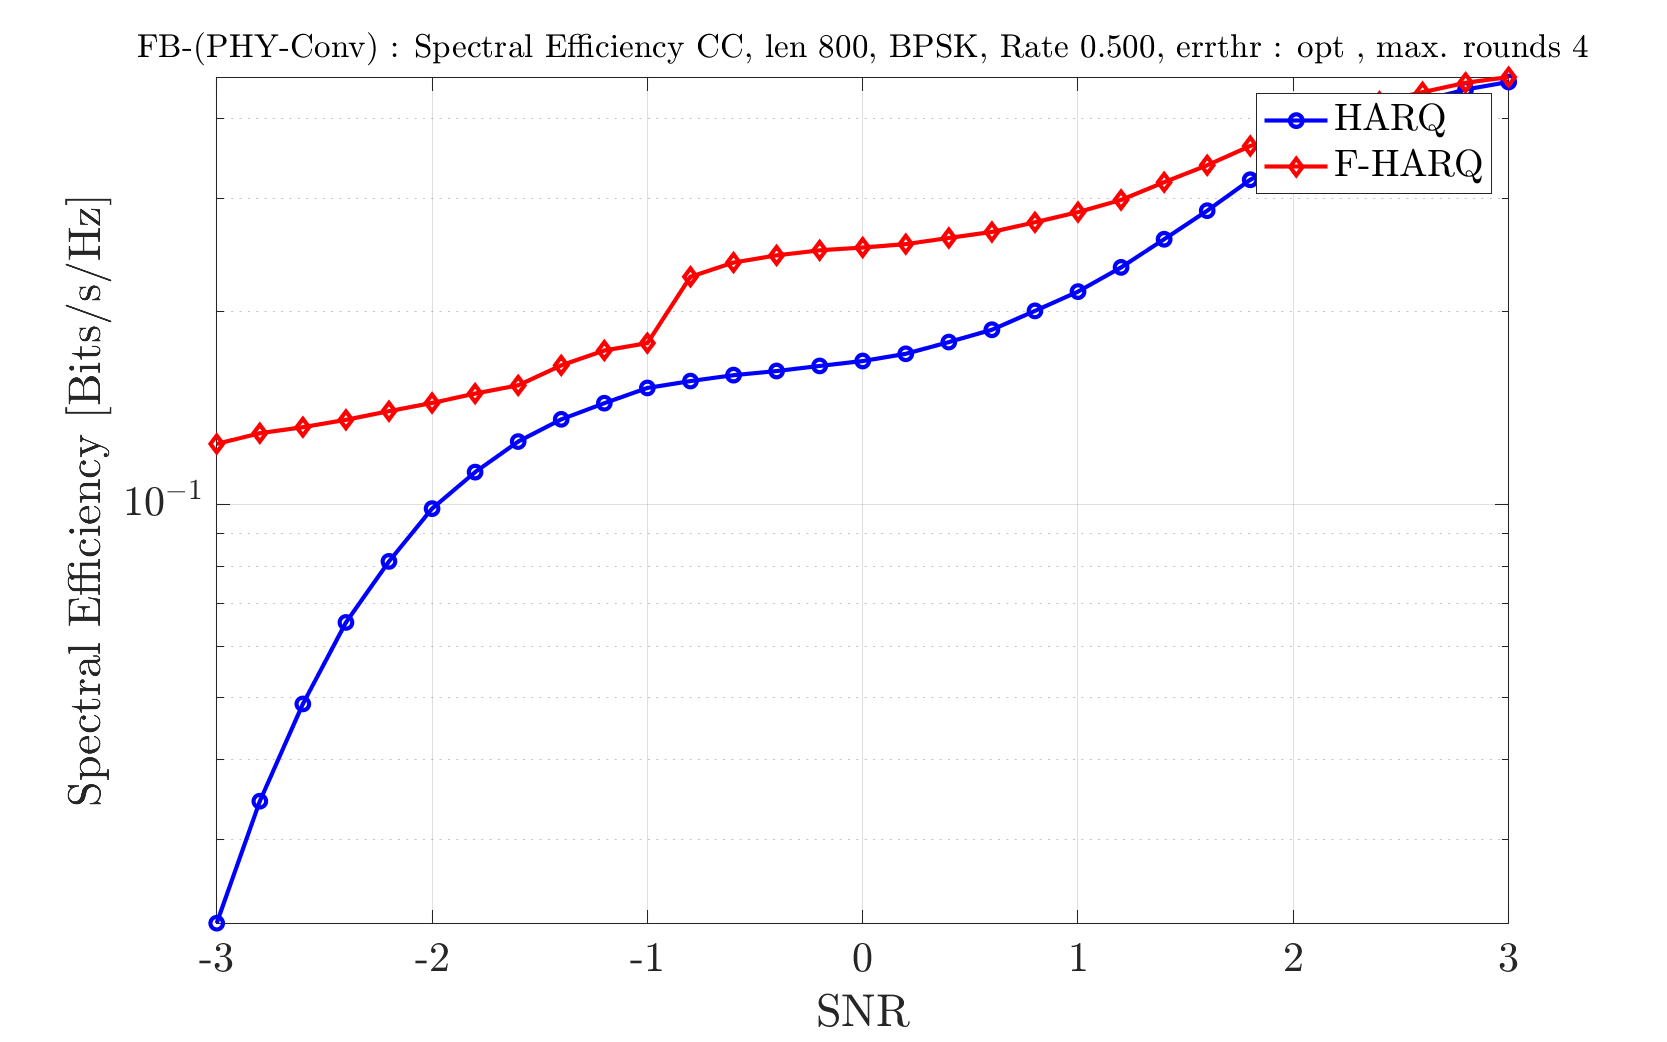 FB-(PHY-Conv) : Spectral Efficiency CC, len 800, BPSK, Rate 0.500, errthr : opt , max. rounds 4
HARQ
F-HARQ
Spectral Efficiency [Bits/s/Hz]
10⁻¹
-3 -2 -1 0 1 2 3
SNR